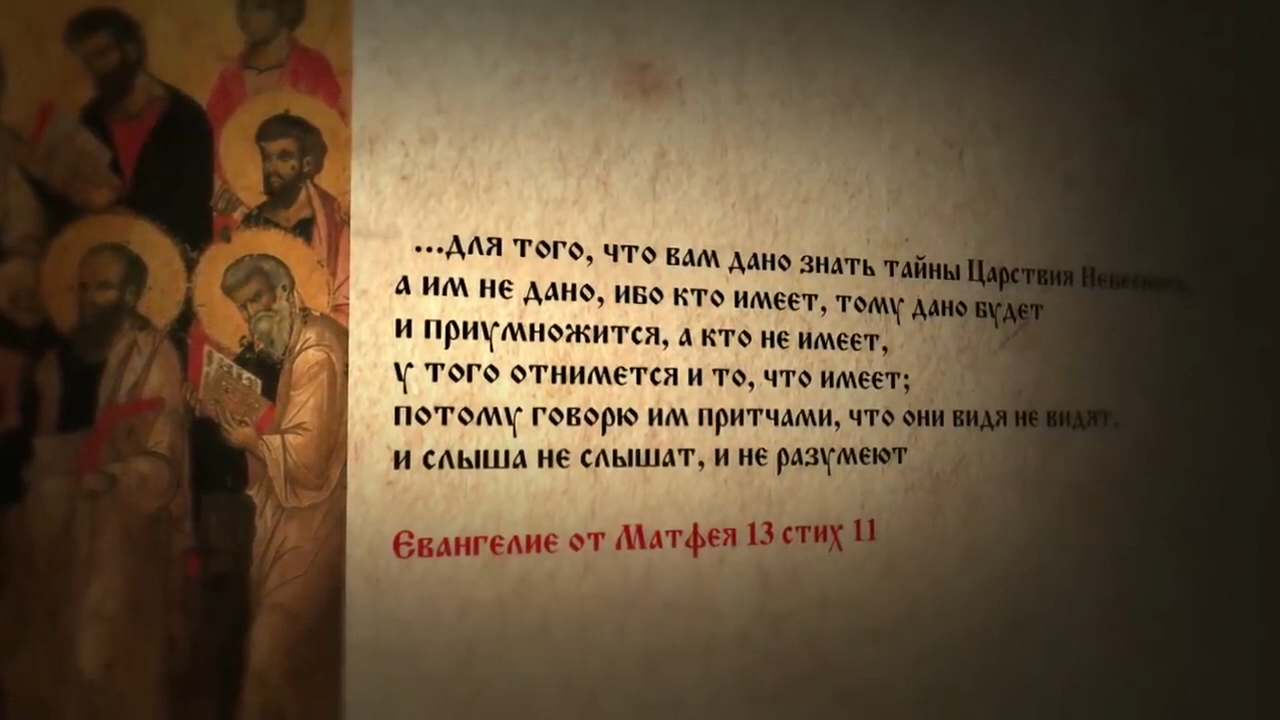 ...для того, что вам дано знать тайны Царствия Небесного,
а им не дано, ибо кто имеет, тому дано будет
и приумножится, а кто не имеет,
у того отнимется и то, что имеет;
потому говорю им притчами, что они видя не видят,
и слыша не слышат, и не разумеют
Евангелие от Матфея 13 стих 11